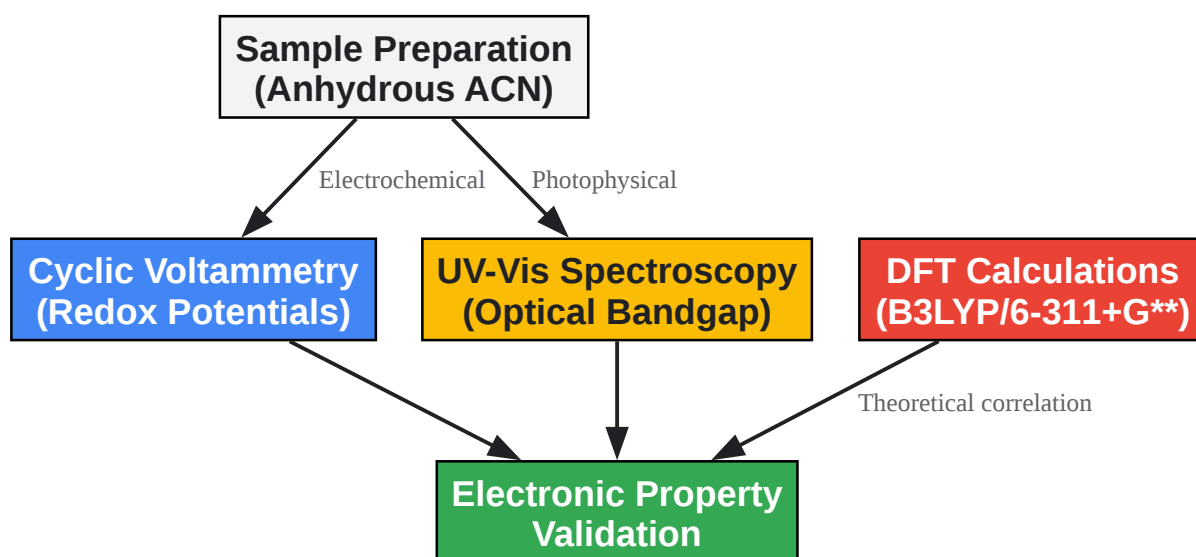 Sample Preparation
(Anhydrous ACN)
Electrochemical
Photophysical
Cyclic Voltammetry
(Redox Potentials)
UV-Vis Spectroscopy
(Optical Bandgap)
DFT Calculations
(B3LYP/6-311+G**)
Theoretical correlation
Electronic Property
Validation